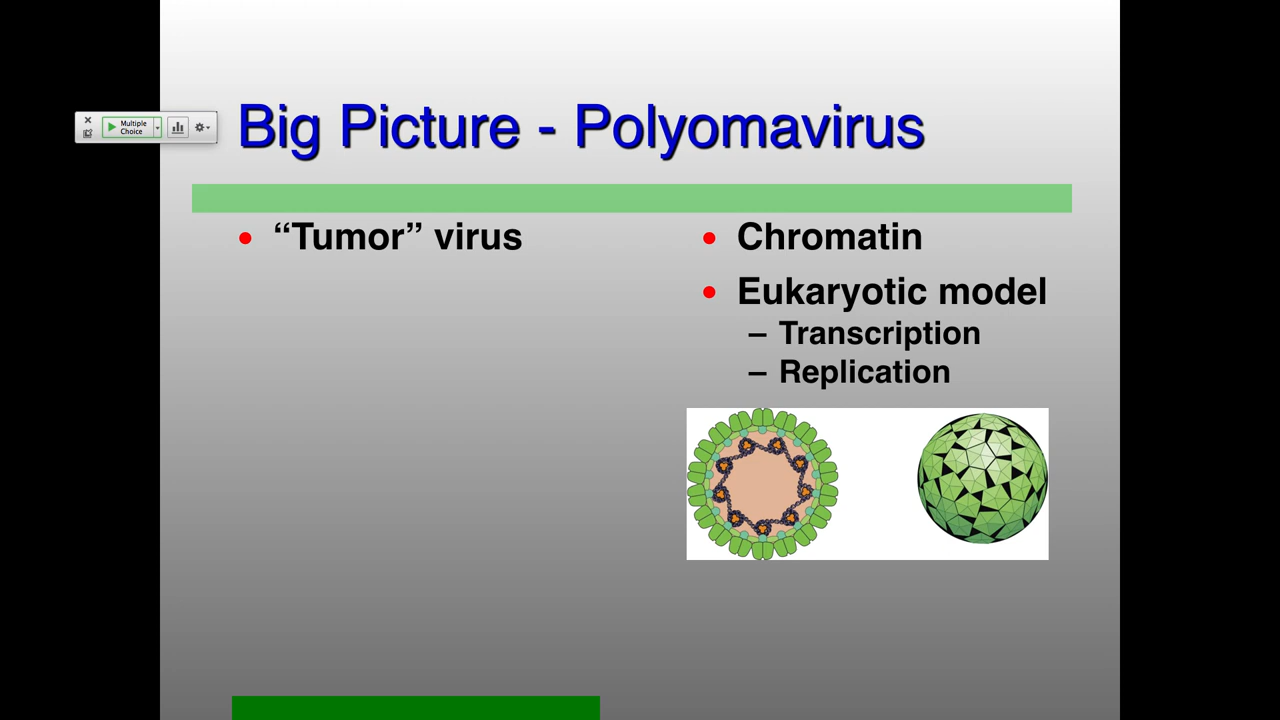 Multiple
Choice
Big Picture - Polyomavirus
• “Tumor” virus
• Chromatin
• Eukaryotic model
– Transcription
– Replication